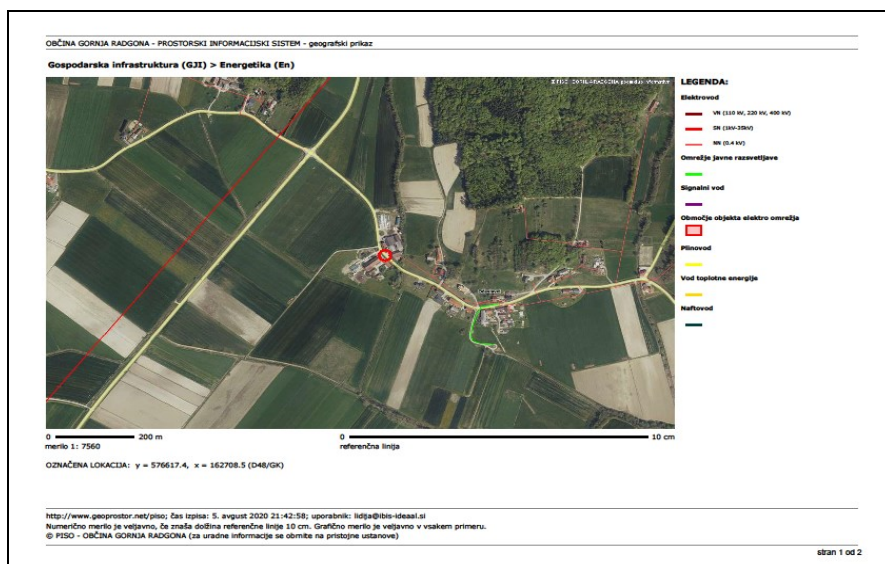 OBČINA GORNJA RADGONA - PROSTORSKI INFORMACIJSKI SISTEM - geografski prikaz
Gospodarska infrastruktura (GJI) > Energetika (En)
LEGENDA:
Elektrovod
VN (110 kV, 220 kV, 400 kV)
SN (1kV-35kV)
NN (0.4 kV)
Omrežje javne razsvetljave
Signalni vod
Območje objekta elektro omrežja
Plinovod
Vod toplotne energije
Naftovod
0 200 m
merilo 1: 7560
0 10 cm
referenčna linija
OZNAČENA LOKACIJA: y = 576617.4, x = 162708.5 (D48/GK)
http://www.geoprostor.net/piso; čas izpisa: 5. avgust 2020 21:42:58; uporabnik: lidija@ibis-ideaal.si
Numerično merilo je veljavno, če znaša dolžina referenčne linije 10 cm. Grafično merilo je veljavno v vsakem primeru.
© PISO - OBČINA GORNJA RADGONA (za uradne informacije se obrnite na pristojne ustanove)
stran 1 od 2